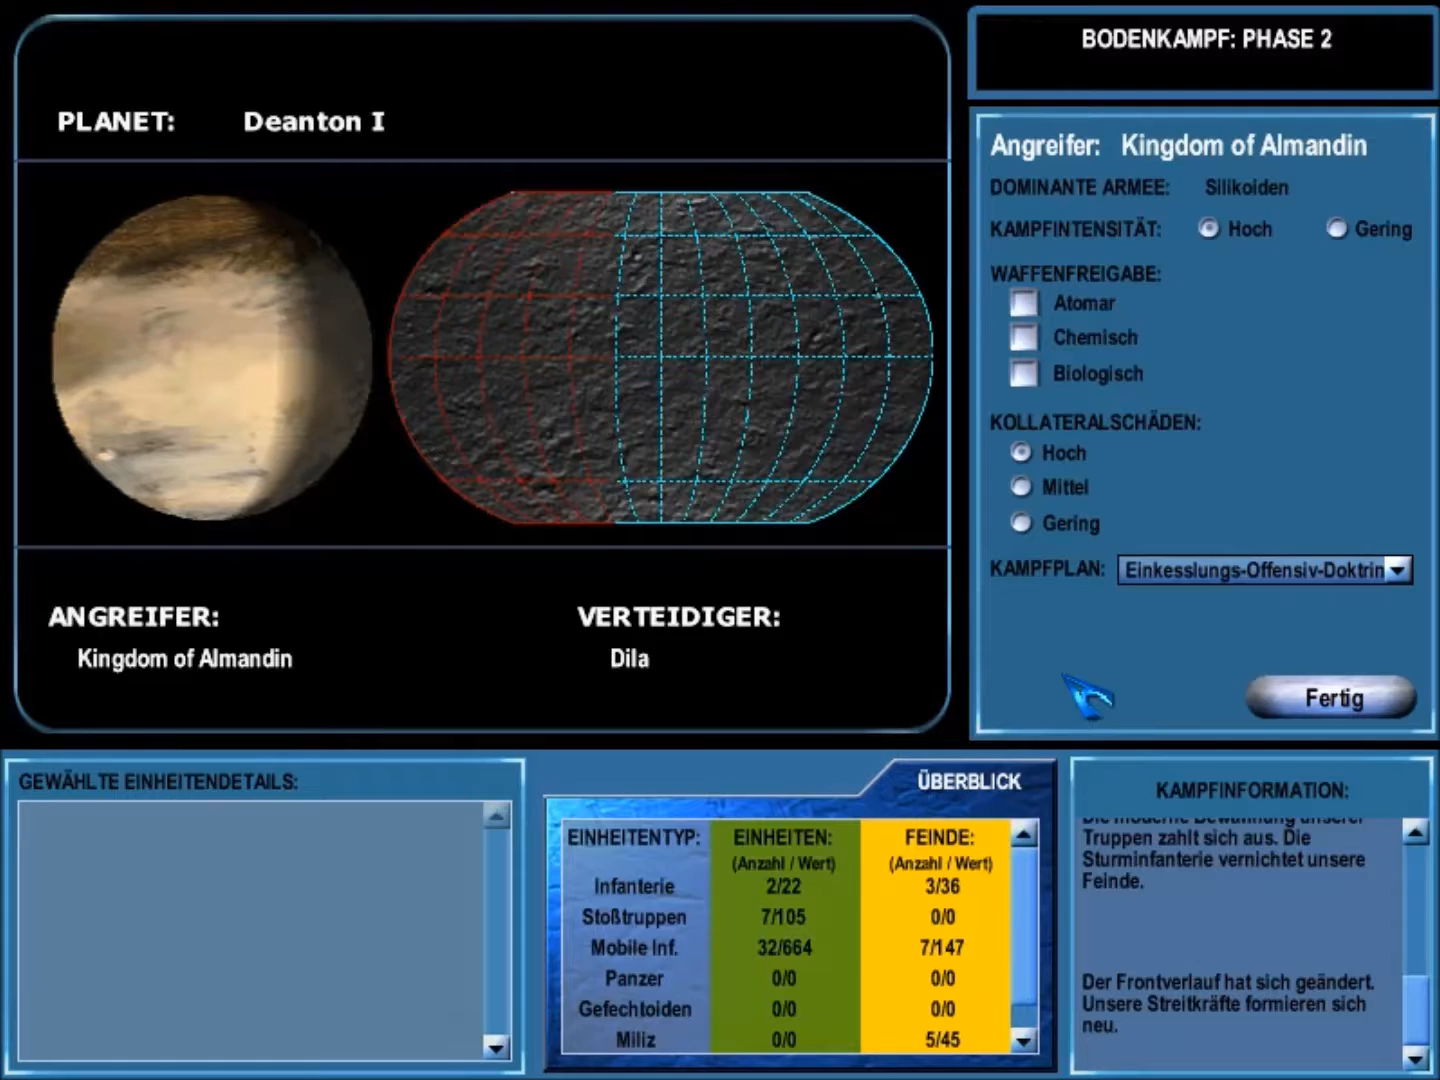 BODENKAMPF: PHASE 2
PLANET: Deanton I
ANGREIFER:
Kingdom of Almandin
VERTEIDIGER:
Dila
Angreifer: Kingdom of Almandin
DOMINANTE ARMEE: Silikoiden
KAMPFINTENSITÄT: Hoch Gering
WAFFENFREIGABE:
Atomar
Chemisch
Biologisch
KOLLATERALSCHÄDEN:
Hoch
Mittel
Gering
KAMPFPLAN: Einkesslungs-Offensiv-Doktrin
Fertig
GEWÄHLTE EINHEITENDETAILS:
ÜBERBLICK
EINHEITENTYP: EINHEITEN: FEINDE:
(Anzahl / Wert) (Anzahl / Wert)
Infanterie 2/22 3/36
Stoßtruppen 7/105 0/0
Mobile Inf. 32/664 7/147
Panzer 0/0 0/0
Gefechtoiden 0/0 0/0
Miliz 0/0 5/45
KAMPFINFORMATION:
Die moderne Bewaffnung unserer
Truppen zahlt sich aus. Die
Sturminfanterie vernichtet unsere
Feinde.
Der Frontverlauf hat sich geändert.
Unsere Streitkräfte formieren sich
neu.